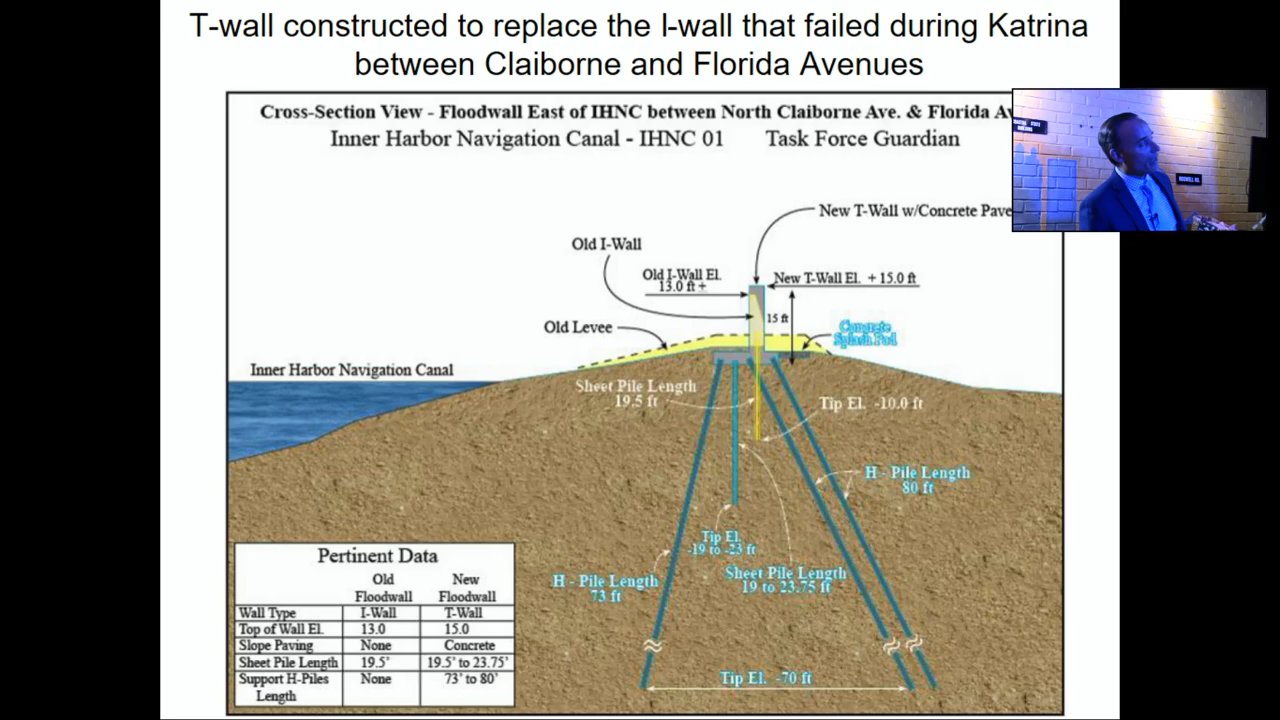 T-wall constructed to replace the I-wall that failed during Katrina
between Claiborne and Florida Avenues
Cross-Section View - Floodwall East of IHNC between North Claiborne Ave. & Florida
Inner Harbor Navigation Canal - IHNC 01 Task Force Guardian
BUILDING
ROSWELL RD.
New T-Wall w/Concrete
Old I-Wall
Old I-Wall El.
13.0 ft ±
New T-Wall El. + 15.0 ft
15 ft
Old Levee
Concrete
Splash Pad
Inner Harbor Navigation Canal
Sheet Pile Length
19.5 ft
Tip El. -10.0 ft
H - Pile Length
80 ft
Tip El.
-19 to -23 ft
H - Pile Length
73 ft
Sheet Pile Length
19 to 23.75 ft
Tip El. -70 ft
Pertinent Data
Old Floodwall New Floodwall
Wall Type I-Wall T-Wall
Top of Wall El. 13.0 15.0
Slope Paving None Concrete
Sheet Pile Length 19.5' 19.5' to 23.75'
Support H-Piles Length None 73' to 80'